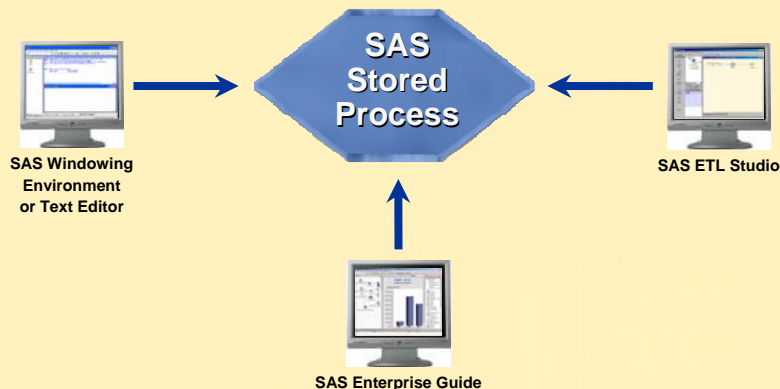 SAS
Stored
Process
SAS Windowing
Environment
or Text Editor
SAS ETL Studio
SAS Enterprise Guide